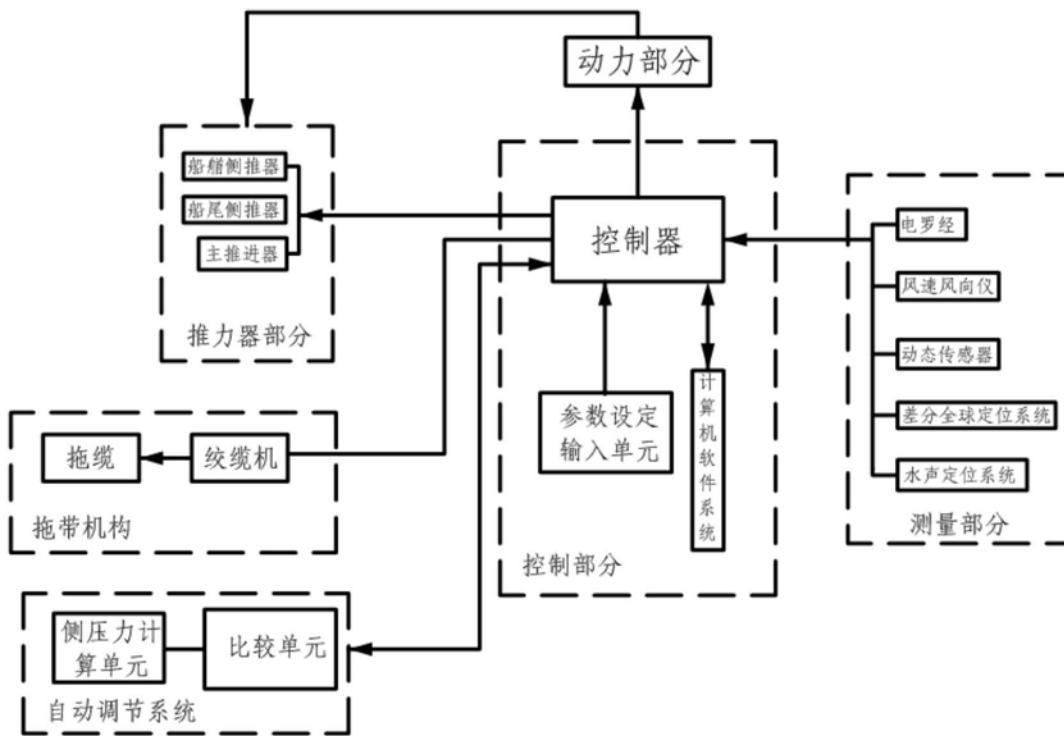 动力部分
船艏侧推器
船尾侧推器
主推进器
推力器部分
控制器
参数设定
输入单元
计算机软件系统
控制部分
电罗经
风速风向仪
动态传感器
差分全球定位系统
水声定位系统
测量部分
拖缆
绞缆机
拖带机构
侧压力计
算单元
比较单元
自动调节系统